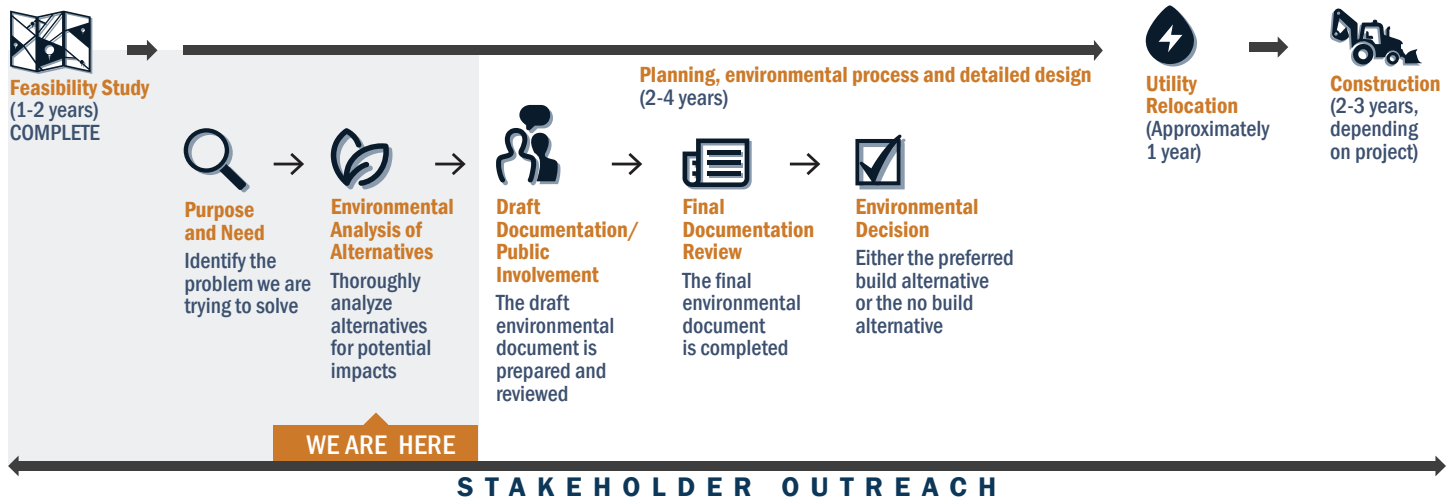 Feasibility Study
(1-2 years)
COMPLETE
Planning, environmental process and detailed design
(2-4 years)
Utility
Relocation
(Approximately
1 year)
Construction
(2-3 years,
depending
on project)
Purpose
and Need
Identify the
problem we are
trying to solve
Environmental
Analysis of
Alternatives
Thoroughly
analyze
alternatives
for potential
impacts
Draft
Documentation/
Public
Involvement
The draft
environmental
document is
prepared and
reviewed
Final
Documentation
Review
The final
environmental
document
is completed
Environmental
Decision
Either the preferred
build alternative
or the no build
alternative
WE ARE HERE
STAKEHOLDER OUTREACH